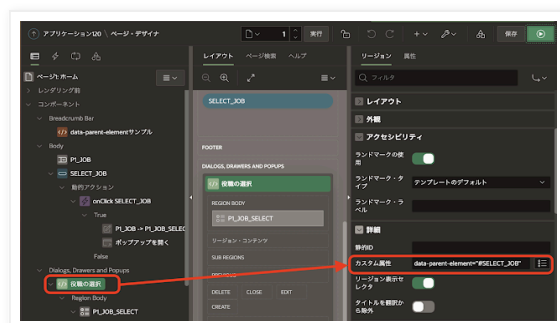 アプリケーション120 \ ページ・デザイナ
1
実行
保存
レイアウト ページ検索 ヘルプ
リージョン 属性
ページ1: ホーム
レンダリング前
コンポーネント
Breadcrumb Bar
data-parent-elementサンプル
Body
P1_JOB
SELECT_JOB
動的アクション
onClick SELECT_JOB
True
P1_JOB -> P1_JOB_SELEC
ポップアップを開く
False
Dialogs, Drawers and Popups
役職の選択
Region Body
P1_JOB_SELECT
SELECT_JOB
FOOTER
DIALOGS, DRAWERS AND POPUPS
役職の選択
REGION BODY
P1_JOB_SELECT
リージョン・コンテンツ
SUB REGIONS
DELETE CLOSE EDIT
CREATE
フィルタ
レイアウト
外観
アクセシビリティ
ランドマークの使
用
ランドマーク・タ
イプ
テンプレートのデフォルト
ランドマーク・ラ
ベル
詳細
静的ID
カスタム属性
data-parent-element="#SELECT_JOB"
リージョン表示セ
レクタ
タイトルを翻訳か
ら除外